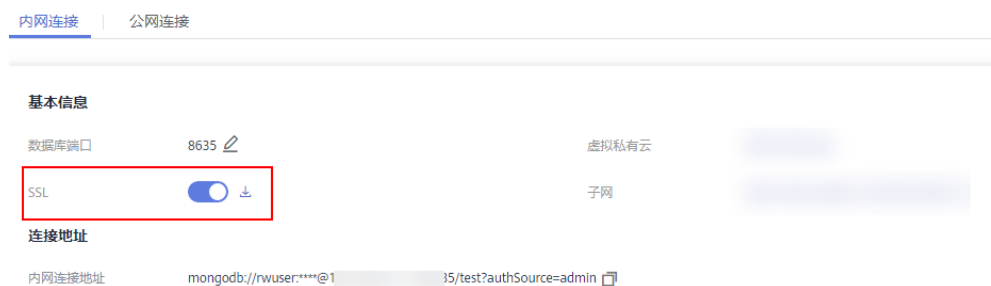 内网连接 公网连接
基本信息
数据库端口 8635 虚拟私有云
SSL 子网
连接地址
内网连接地址 mongodb://rwuser:****@1 35/test?authSource=admin